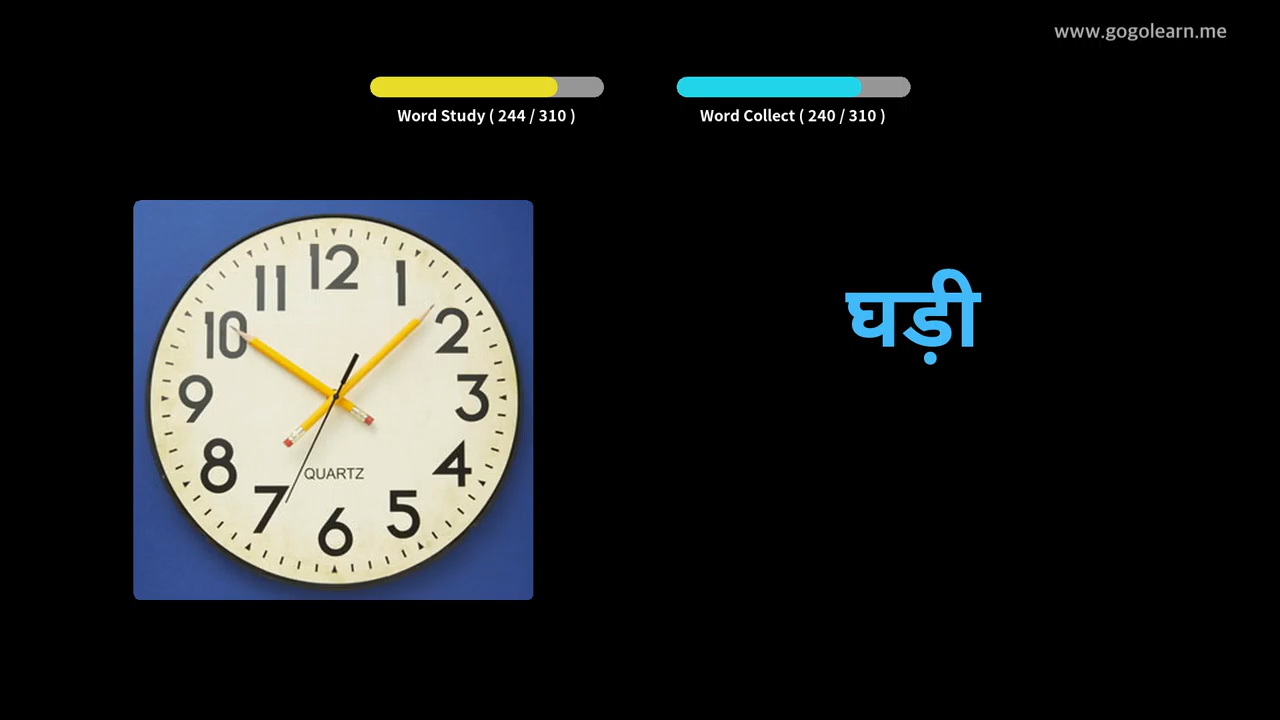 www.gogolearn.me
Word Study ( 244 / 310 )
Word Collect ( 240 / 310 )
12
11
1
10
2
9
3
8
4
QUARTZ
7
5
6
घड़ी